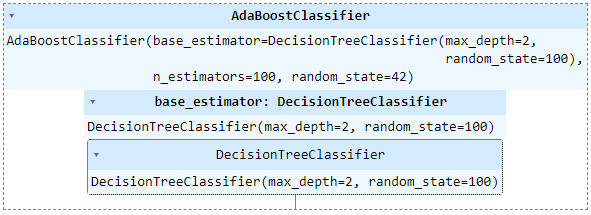 AdaBoostClassifier
AdaBoostClassifier(base_estimator=DecisionTreeClassifier(max_depth=2,
random_state=100),
n_estimators=100, random_state=42)
base_estimator: DecisionTreeClassifier
DecisionTreeClassifier(max_depth=2, random_state=100)
DecisionTreeClassifier
DecisionTreeClassifier(max_depth=2, random_state=100)